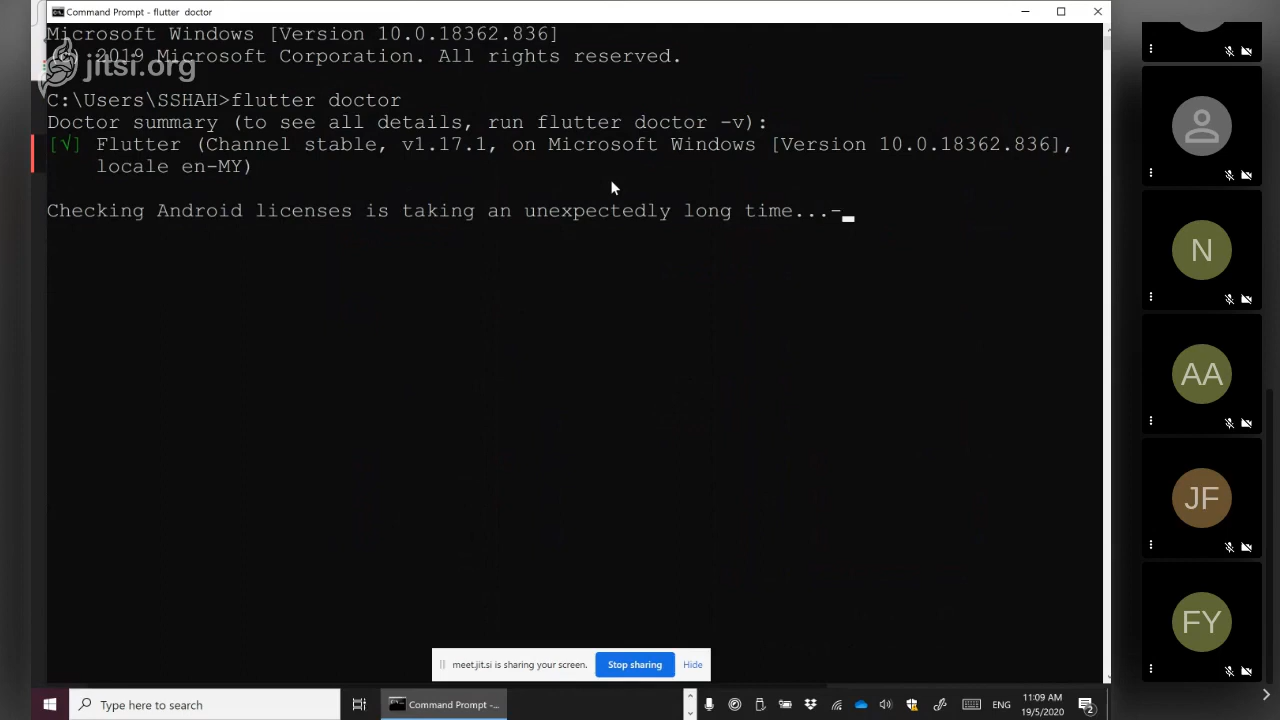 Command Prompt - flutter  doctor
Microsoft Windows [Version 10.0.18362.836]
2019 Microsoft Corporation. All rights reserved.
jitsi.org
C:\Users\SSHAH>flutter doctor
Doctor summary (to see all details, run flutter doctor -v):
[√] Flutter (Channel stable, v1.17.1, on Microsoft Windows [Version 10.0.18362.836],
locale en-MY)
Checking Android licenses is taking an unexpectedly long time...-
N
AA
JF
FY
meet.jit.si is sharing your screen.
Stop sharing
Hide
Type here to search
Command Prompt -...
ENG
11:09 AM
19/5/2020
2